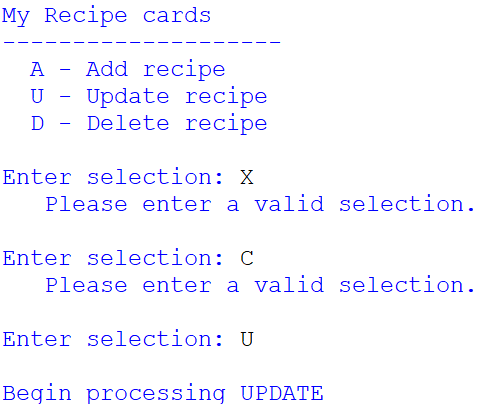 My Recipe cards
--------------------
A - Add recipe
U - Update recipe
D - Delete recipe
Enter selection: X
Please enter a valid selection.
Enter selection: C
Please enter a valid selection.
Enter selection: U
Begin processing UPDATE